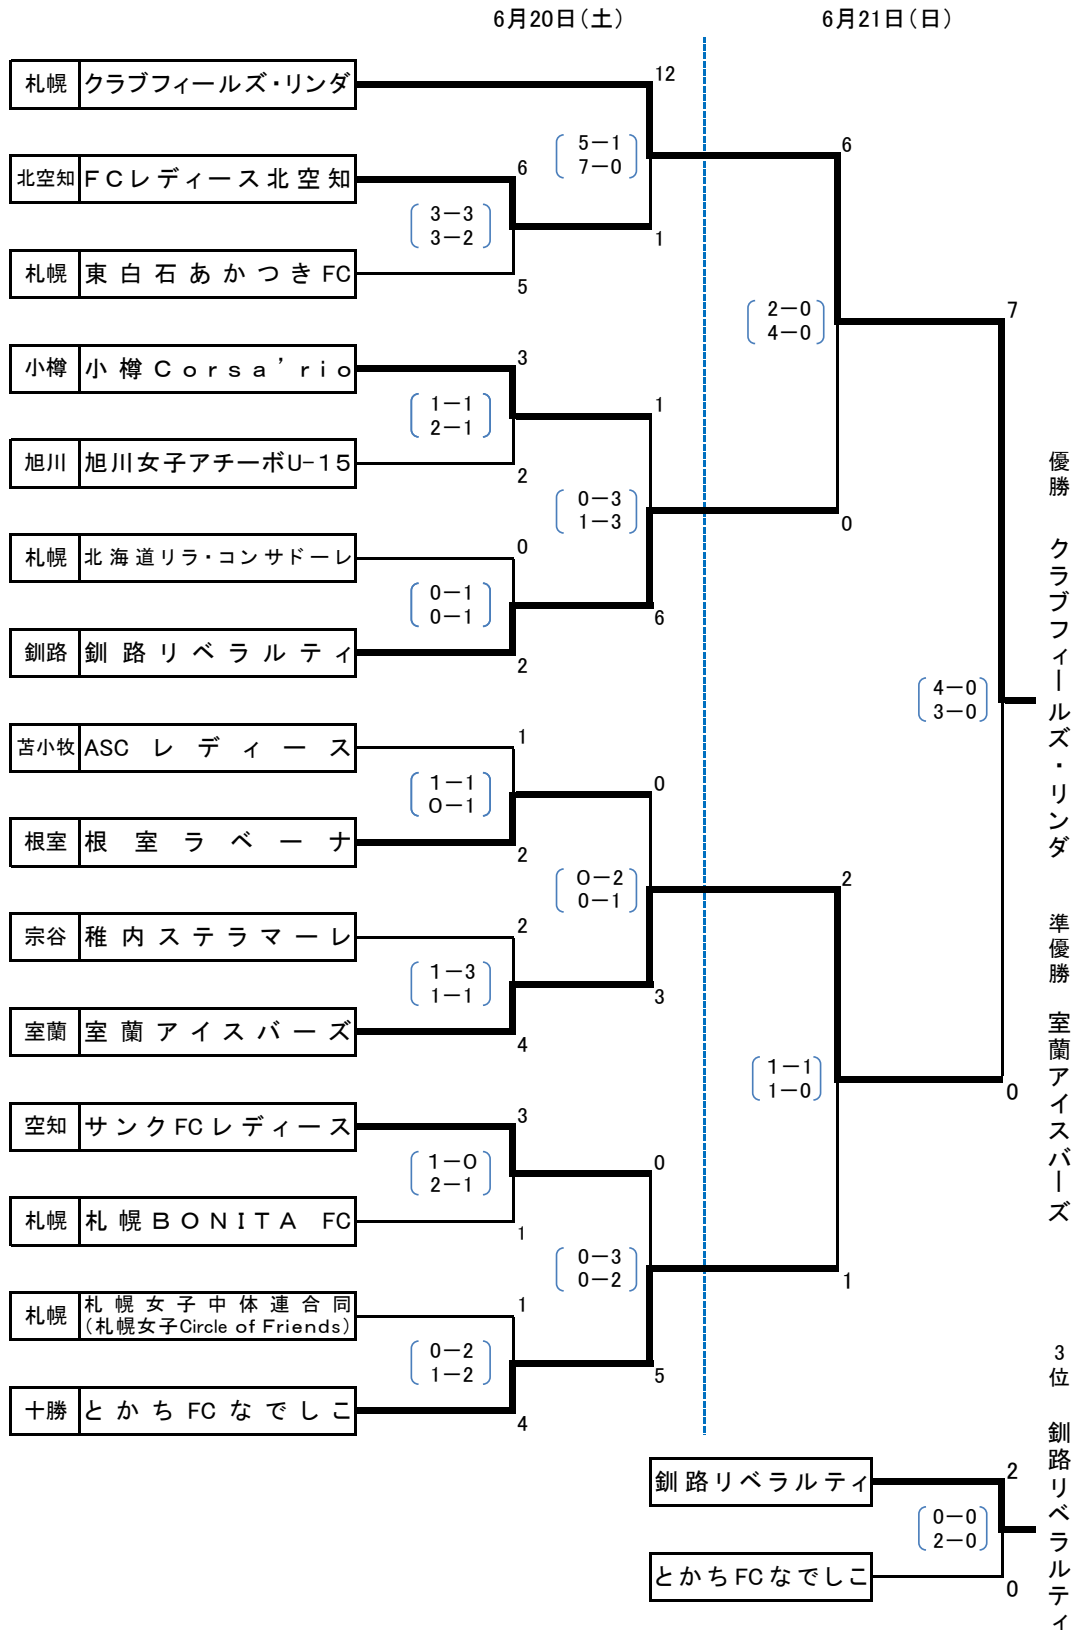 6月20日(土)
6月21日(日)
札幌 クラブフィールズ・リンダ
12
5－1
7－0
6
北空知 FCレディース北空知
6
3－3
3－2
1
札幌 東白石あかつきFC
5
2－0
4－0
7
小樽 小樽Corsa'rio
3
1－1
2－1
1
旭川 旭川女子アチーボU-15
2
0－3
1－3
0
札幌 北海道リラ・コンサドーレ
0
0－1
0－1
6
釧路 釧路リベラルティ
2
4－0
3－0
苫小牧 ASCレディース
1
1－1
0－1
0
根室 根室ラベーナ
2
0－2
0－1
2
宗谷 稚内ステラマーレ
2
1－3
1－1
3
室蘭 室蘭アイスバーズ
4
1－1
1－0
0
空知 サンクFCレディース
3
1－0
2－1
0
札幌 札幌BONITA FC
1
0－3
0－2
1
札幌 札幌女子中体連合同
(札幌女子Circle of Friends)
1
0－2
1－2
5
十勝 とかちFCなでしこ
4
釧路リベラルティ
2
0－0
2－0
とかちFCなでしこ
0
優勝 クラブフィールズ・リンダ
準優勝 室蘭アイスバーズ
3位 釧路リベラルティ